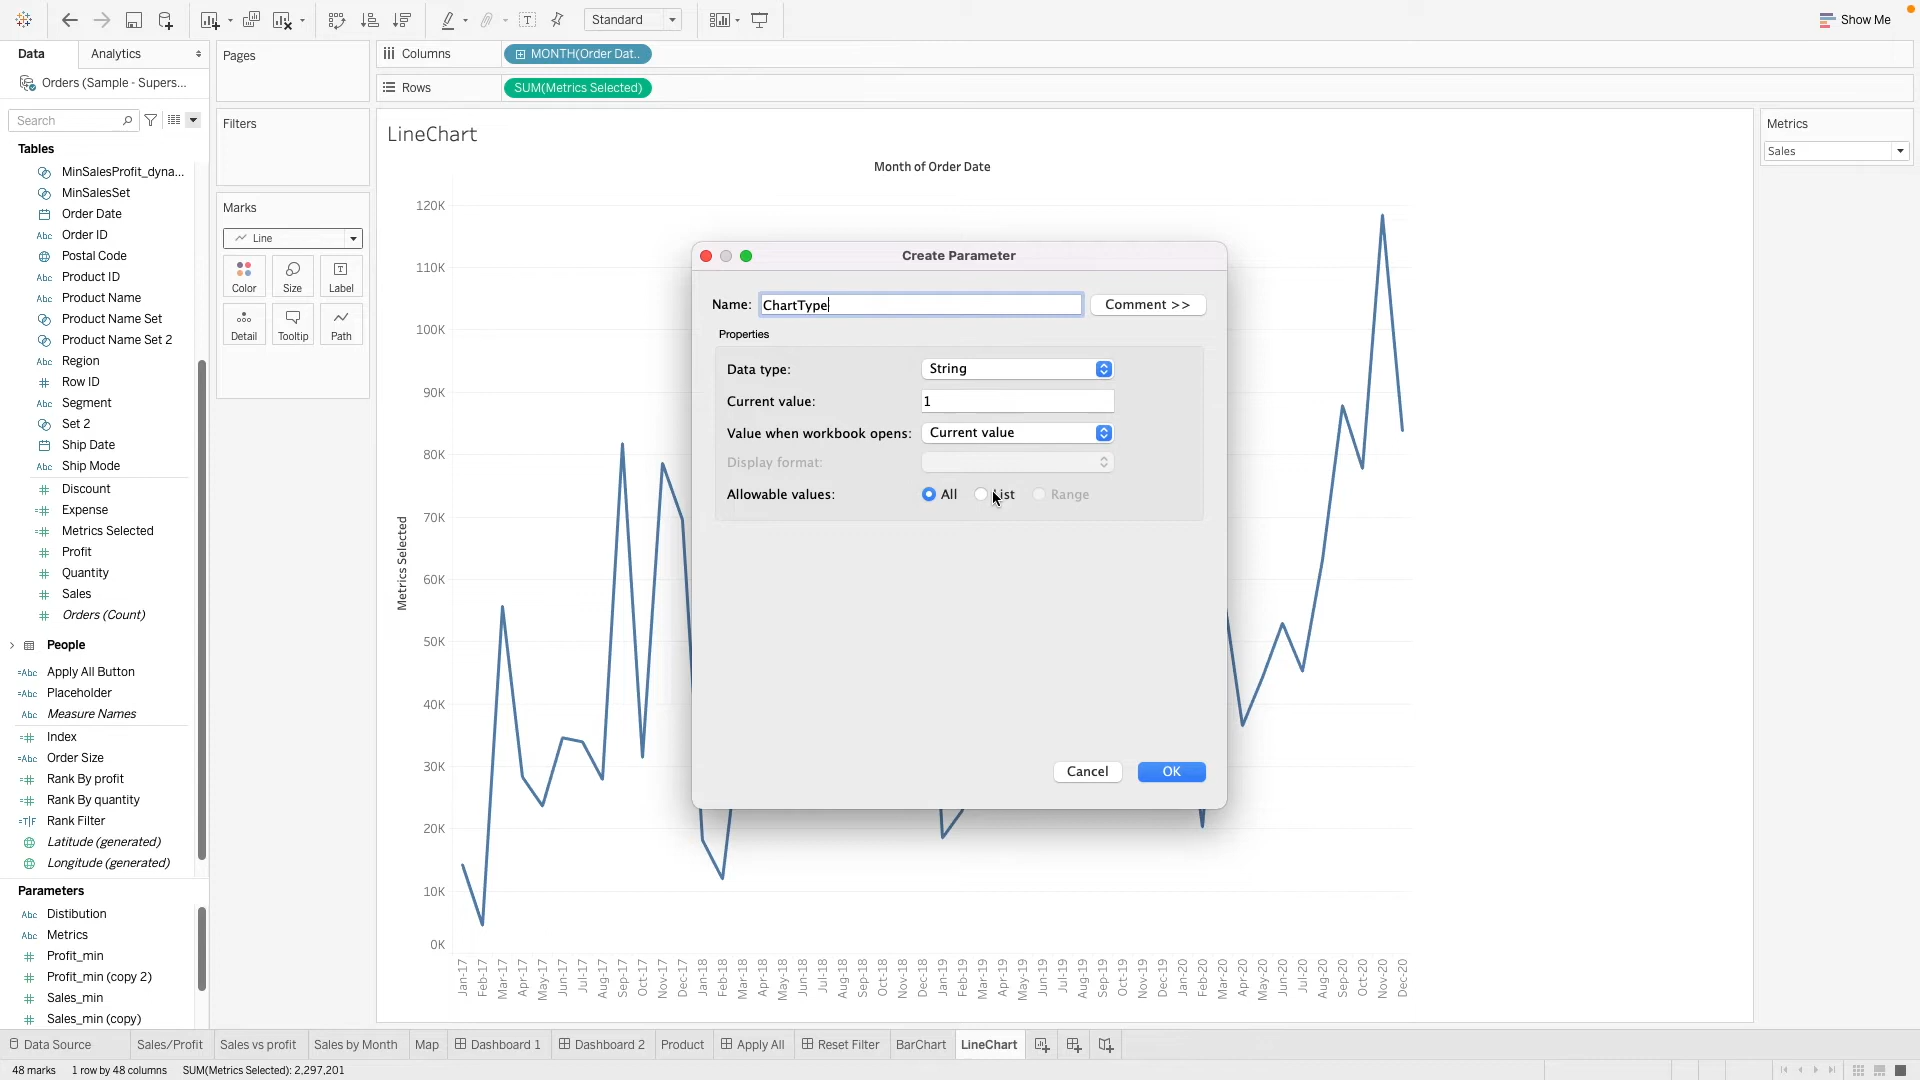 Standard
Show Me
Data
Analytics
Pages
Columns
MONTH(Order Dat..
Rows
SUM(Metrics Selected)
Orders (Sample - Supers...
Search
Filters
Tables
MinSalesProfit_dyna...
MinSalesSet
Order Date
Order ID
Postal Code
Product ID
Product Name
Product Name Set
Product Name Set 2
Region
Row ID
Segment
Set 2
Ship Date
Ship Mode
Discount
Expense
Metrics Selected
Profit
Quantity
Sales
Orders (Count)
People
Apply All Button
Placeholder
Measure Names
Index
Order Size
Rank By profit
Rank By quantity
Rank Filter
Latitude (generated)
Longitude (generated)
Parameters
Distibution
Metrics
Profit_min
Profit_min (copy 2)
Sales_min
Sales_min (copy)
Marks
Line
Color
Size
Label
Detail
Tooltip
Path
LineChart
Month of Order Date
Metrics
Sales
120K
110K
100K
90K
80K
70K
60K
50K
40K
30K
20K
10K
0K
Metrics Selected
Jan-17
Feb-17
Mar-17
Apr-17
May-17
Jun-17
Jul-17
Aug-17
Sep-17
Oct-17
Nov-17
Dec-17
Jan-18
Feb-18
Mar-18
Apr-18
May-18
Jun-18
Jul-18
Aug-18
Sep-18
Oct-18
Nov-18
Dec-18
Jan-19
Feb-19
Mar-19
Apr-19
May-19
Jun-19
Jul-19
Aug-19
Sep-19
Oct-19
Nov-19
Dec-19
Jan-20
Feb-20
Mar-20
Apr-20
May-20
Jun-20
Jul-20
Aug-20
Sep-20
Oct-20
Nov-20
Dec-20
Create Parameter
Name: ChartType
Comment >>
Properties
Data type: String
Current value: 1
Value when workbook opens: Current value
Display format:
Allowable values: All List Range
Cancel
OK
Data Source
Sales/Profit
Sales vs profit
Sales by Month
Map
Dashboard 1
Dashboard 2
Product
Apply All
Reset Filter
BarChart
LineChart
48 marks 1 row by 48 columns SUM(Metrics Selected): 2,297,201